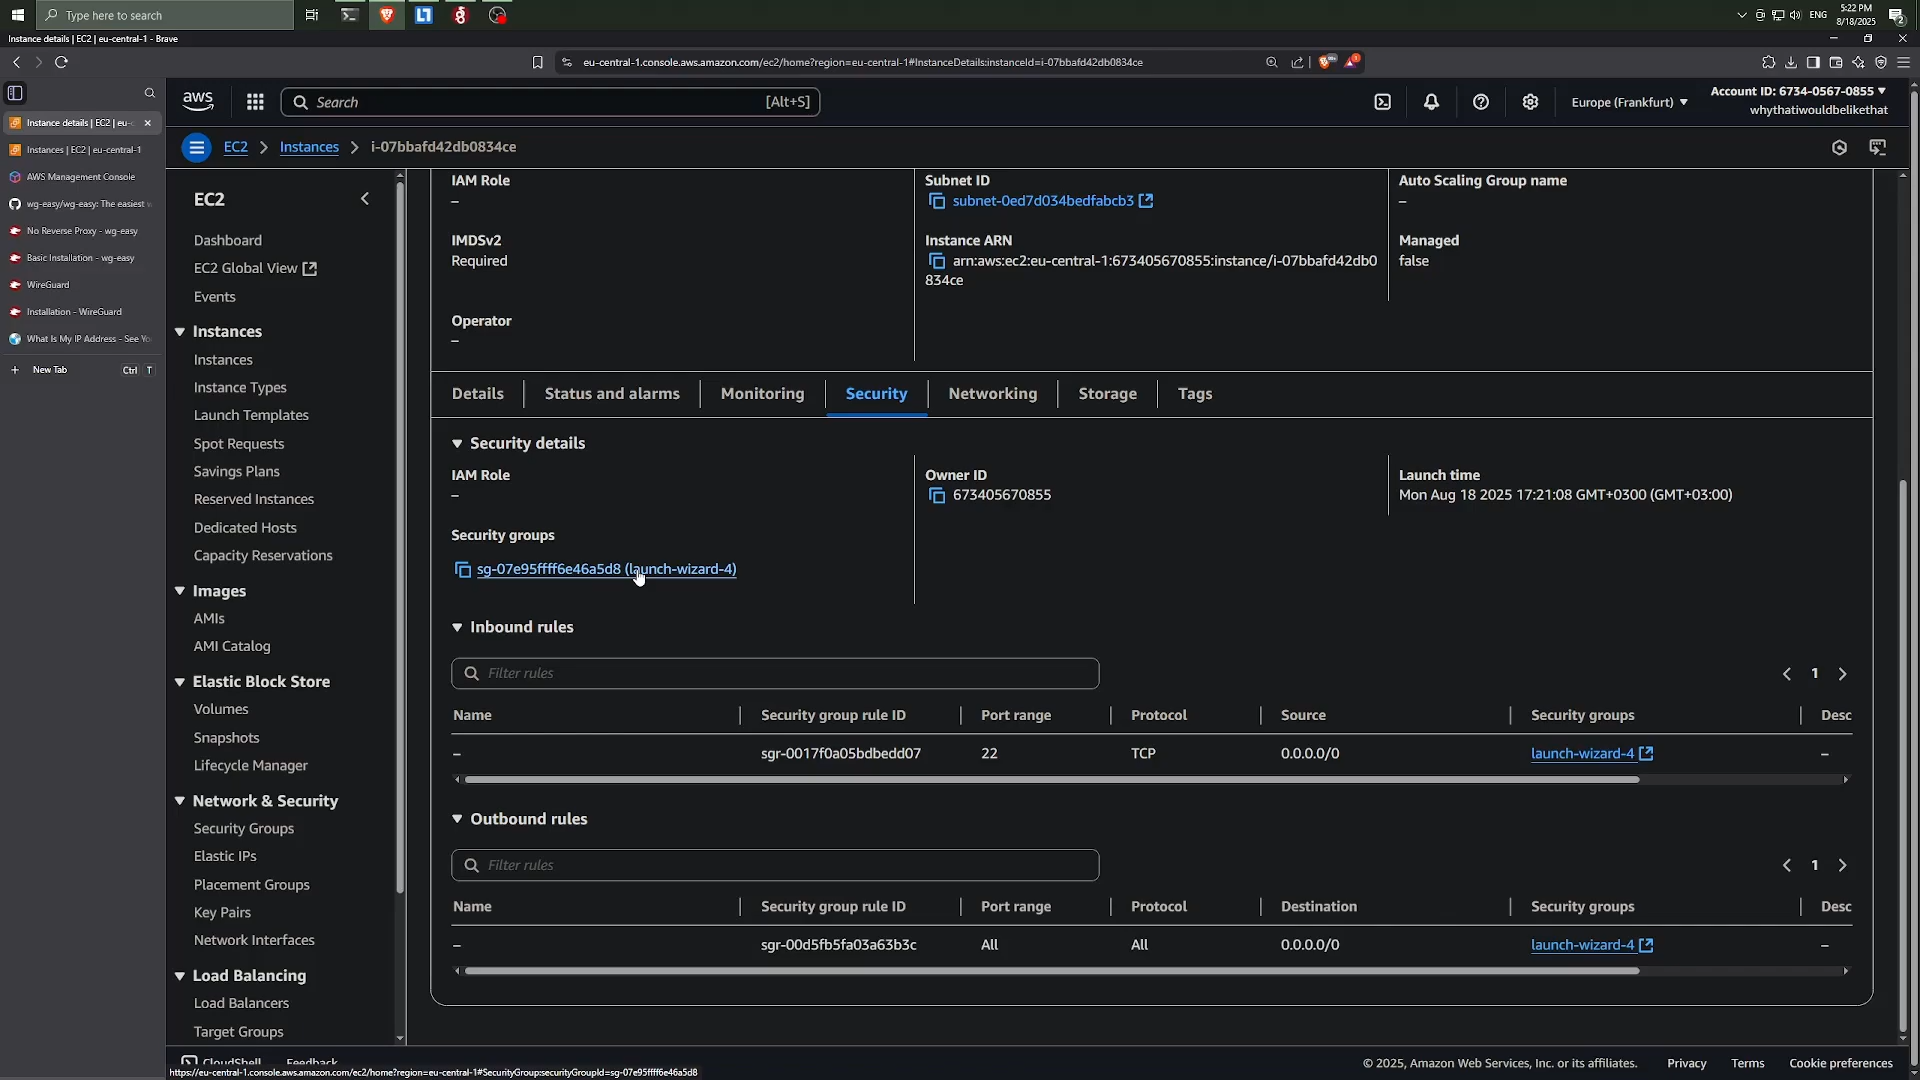 Type here to search
ENG
5:22 PM
8/18/2025
2
Instance details | EC2 | eu-central-1 - Brave
eu-central-1.console.aws.amazon.com/ec2/home?region=eu-central-1#InstanceDetails:instanceId=i-07bbafd42db0834ce
Instance details | EC2 | eu-c
Instances | EC2 | eu-central-1
AWS Management Console
wg-easy/wg-easy: The easiest w
No Reverse Proxy - wg-easy
Basic Installation - wg-easy
WireGuard
Installation - WireGuard
What Is My IP Address - See Yo
New Tab
Ctrl T
aws
Search
[Alt+S]
Europe (Frankfurt)
Account ID: 6734-0567-0855
whythatiwouldbelikethat
EC2
Instances
i-07bbafd42db0834ce
EC2
Dashboard
EC2 Global View
Events
Instances
Instances
Instance Types
Launch Templates
Spot Requests
Savings Plans
Reserved Instances
Dedicated Hosts
Capacity Reservations
Images
AMIs
AMI Catalog
Elastic Block Store
Volumes
Snapshots
Lifecycle Manager
Network & Security
Security Groups
Elastic IPs
Placement Groups
Key Pairs
Network Interfaces
Load Balancing
Load Balancers
Target Groups
IAM Role
–
Subnet ID
subnet-0ed7d034bedfabcb3
Auto Scaling Group name
–
IMDSv2
Required
Instance ARN
arn:aws:ec2:eu-central-1:673405670855:instance/i-07bbafd42db0
834ce
Managed
false
Operator
–
Details
Status and alarms
Monitoring
Security
Networking
Storage
Tags
Security details
IAM Role
–
Owner ID
673405670855
Launch time
Mon Aug 18 2025 17:21:08 GMT+0300 (GMT+03:00)
Security groups
sg-07e95ffff6e46a5d8 (launch-wizard-4)
Inbound rules
Filter rules
1
Name
Security group rule ID
Port range
Protocol
Source
Security groups
Desc
–
sgr-0017f0a05bdbedd07
22
TCP
0.0.0.0/0
launch-wizard-4
–
Outbound rules
Filter rules
1
Name
Security group rule ID
Port range
Protocol
Destination
Security groups
Desc
–
sgr-00d5fb5fa03a63b3c
All
All
0.0.0.0/0
launch-wizard-4
–
CloudShell
Feedback
© 2025, Amazon Web Services, Inc. or its affiliates.
Privacy
Terms
Cookie preferences
https://eu-central-1.console.aws.amazon.com/ec2/home?region=eu-central-1#SecurityGroup:securityGroupId=sg-07e95ffff6e46a5d8